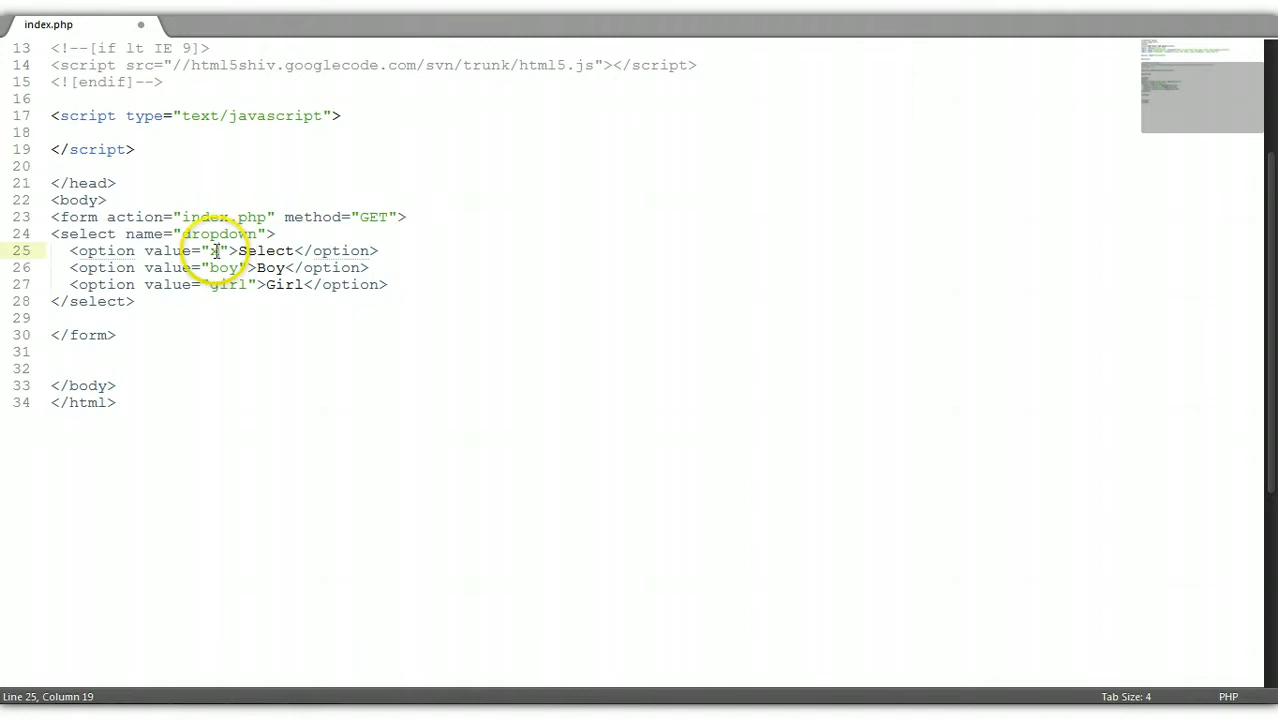 index.php
13 <!--[if lt IE 9]>
14 <script src="//html5shiv.googlecode.com/svn/trunk/html5.js"></script>
15 <![endif]-->
16
17 <script type="text/javascript">
18
19 </script>
20
21 </head>
22 <body>
23 <form action="index.php" method="GET">
24 <select name="dropdown">
25 <option value="x">Select</option>
26 <option value="boy">Boy</option>
27 <option value="girl">Girl</option>
28 </select>
29
30 </form>
31
32
33 </body>
34 </html>
Line 25, Column 19
Tab Size: 4
PHP